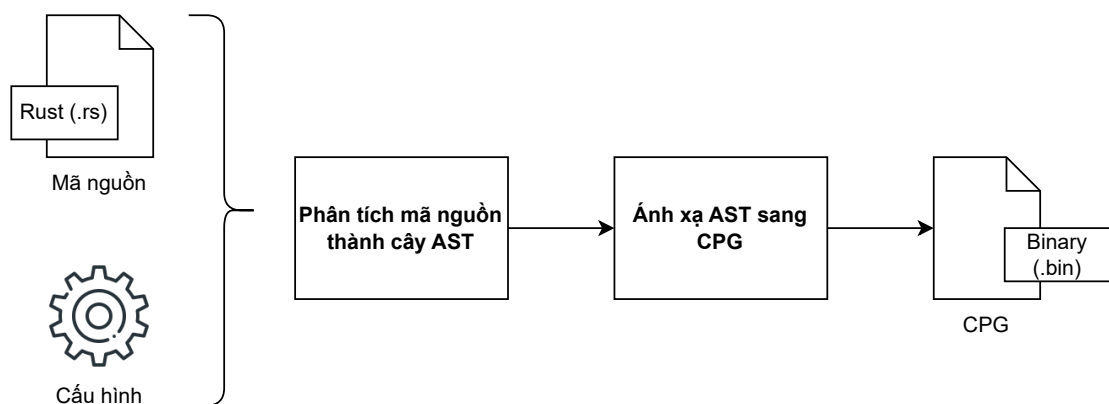 Rust (.rs)
Mã nguồn
Cấu hình
Phân tích mã nguồn
thành cây AST
Ánh xạ AST sang
CPG
Binary
(.bin)
CPG